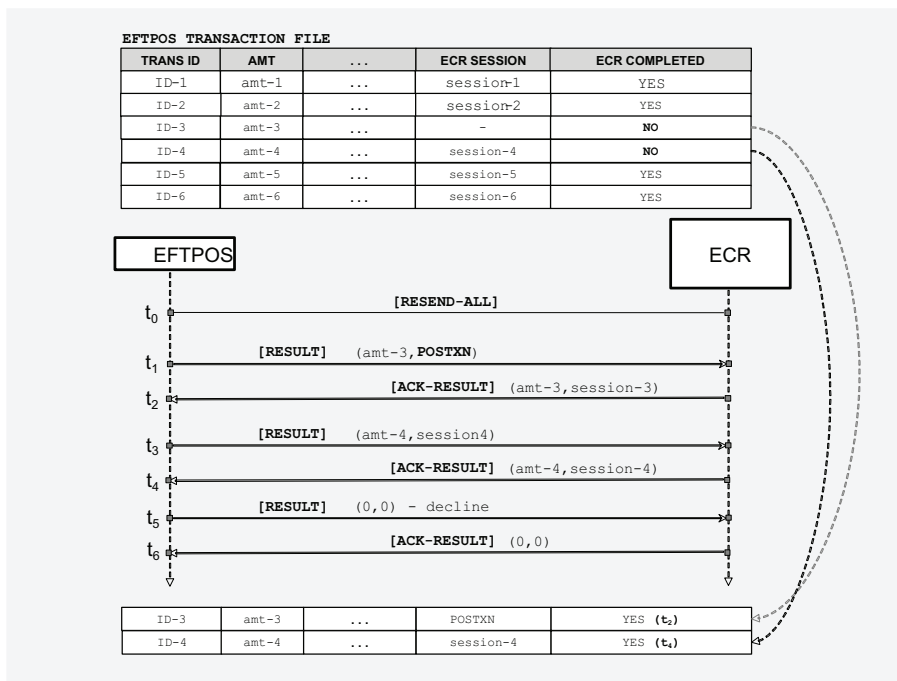 EFTPOS TRANSACTION FILE
TRANS ID AMT ... ECR SESSION ECR COMPLETED
ID-1 amt-1 ... session-1 YES
ID-2 amt-2 ... session-2 YES
ID-3 amt-3 ... - NO
ID-4 amt-4 ... session-4 NO
ID-5 amt-5 ... session-5 YES
ID-6 amt-6 ... session-6 YES
EFTPOS ECR
t0 [RESEND-ALL]
t1 [RESULT] (amt-3,POSTXN)
t2 [ACK-RESULT] (amt-3,session-3)
t3 [RESULT] (amt-4,session4)
t4 [ACK-RESULT] (amt-4,session-4)
t5 [RESULT] (0,0) - decline
t6 [ACK-RESULT] (0,0)
ID-3 amt-3 ... POSTXN YES (t2)
ID-4 amt-4 ... session-4 YES (t4)